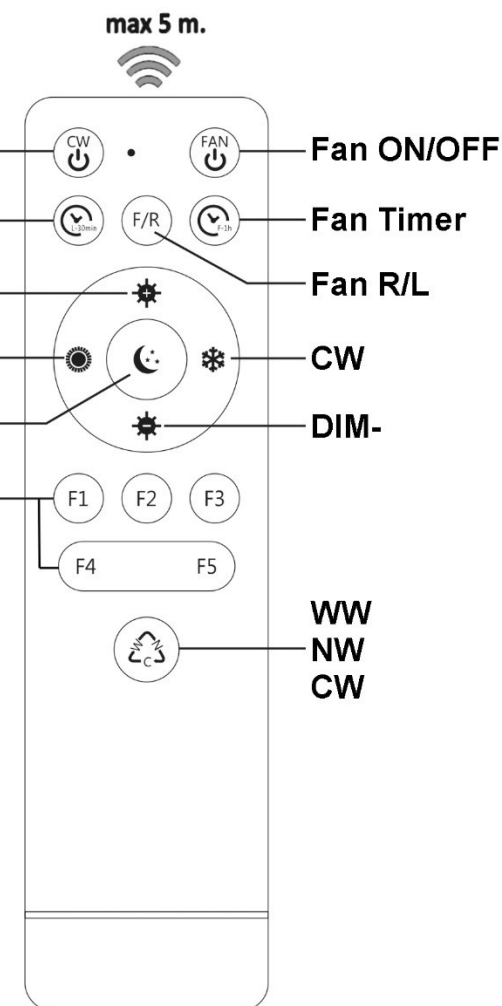 max 5 m.
CW
FAN
Fan ON/OFF
L-30min
F/R
F-1h
Fan Timer
Fan R/L
CW
DIM-
F1
F2
F3
F4
F5
W
N
C
WW
NW
CW